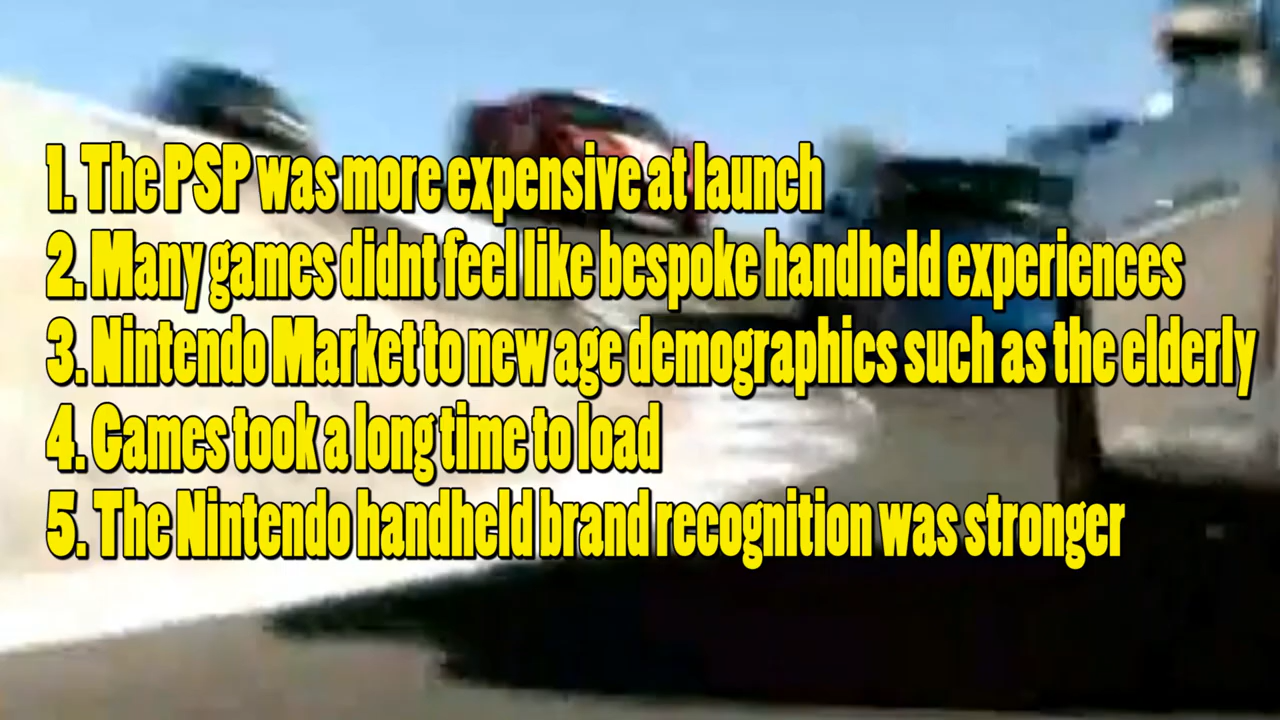 1. The PSP was more expensive at launch
2. Many games didnt feel like bespoke handheld experiences
3. Nintendo Market to new age demographics such as the elderly
4. Games took a long time to load
5. The Nintendo handheld brand recognition was stronger